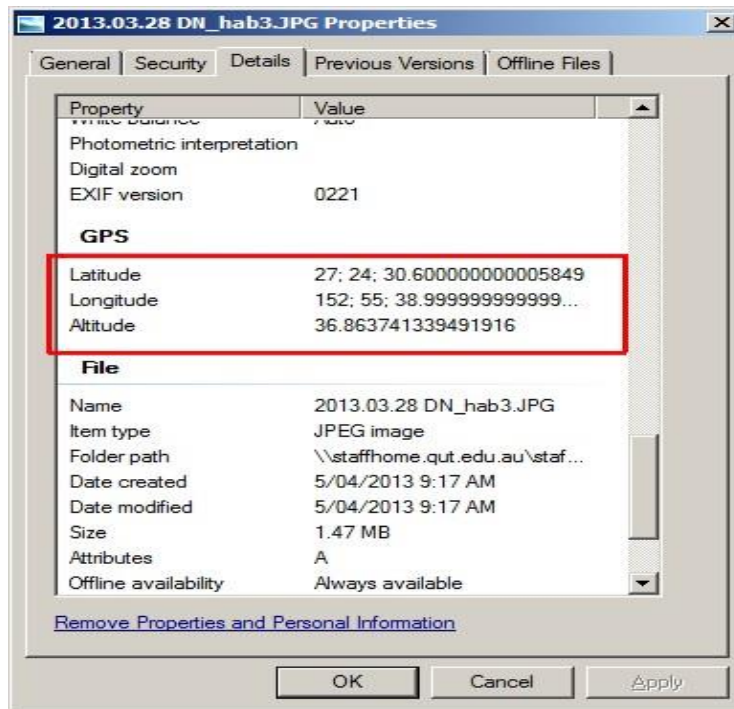 2013.03.28 DN_hab3.JPG Properties
General Security Details Previous Versions Offline Files
Property Value
White balance Auto
Photometric interpretation
Digital zoom
EXIF version 0221
GPS
Latitude 27; 24; 30.600000000005849
Longitude 152; 55; 38.999999999999...
Altitude 36.863741339491916
File
Name 2013.03.28 DN_hab3.JPG
Item type JPEG image
Folder path \\staffhome.qut.edu.au\staf...
Date created 5/04/2013 9:17 AM
Date modified 5/04/2013 9:17 AM
Size 1.47 MB
Attributes A
Offline availability Always available
Remove Properties and Personal Information
OK Cancel Apply